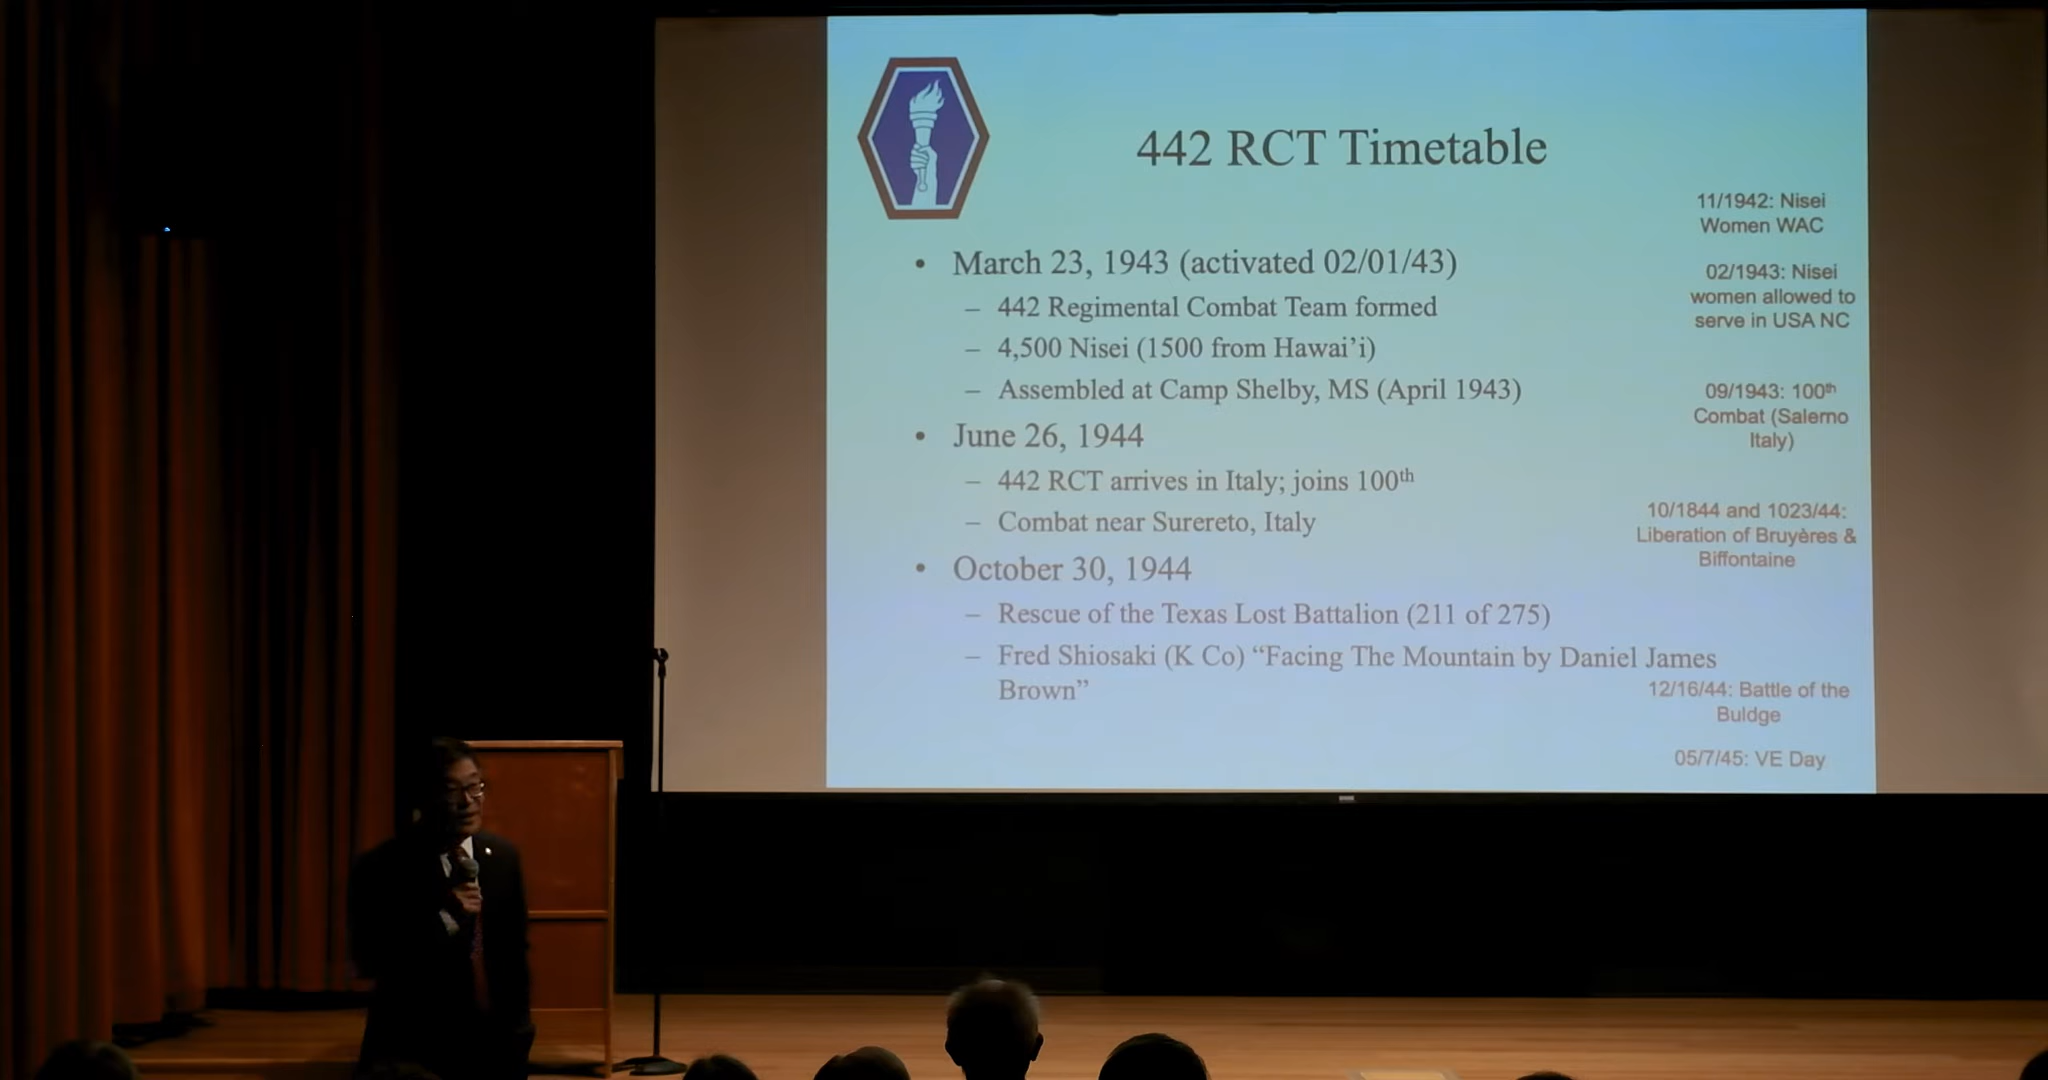 442 RCT Timetable
• March 23, 1943 (activated 02/01/43)
– 442 Regimental Combat Team formed
– 4,500 Nisei (1500 from Hawai’i)
– Assembled at Camp Shelby, MS (April 1943)
• June 26, 1944
– 442 RCT arrives in Italy; joins 100th
– Combat near Surereto, Italy
• October 30, 1944
– Rescue of the Texas Lost Battalion (211 of 275)
– Fred Shiosaki (K Co) “Facing The Mountain by Daniel James
Brown”
11/1942: Nisei
Women WAC
02/1943: Nisei
women allowed to
serve in USA NC
09/1943: 100th
Combat (Salerno
Italy)
10/1844 and 1023/44:
Liberation of Bruyères &
Biffontaine
12/16/44: Battle of the
Buldge
05/7/45: VE Day